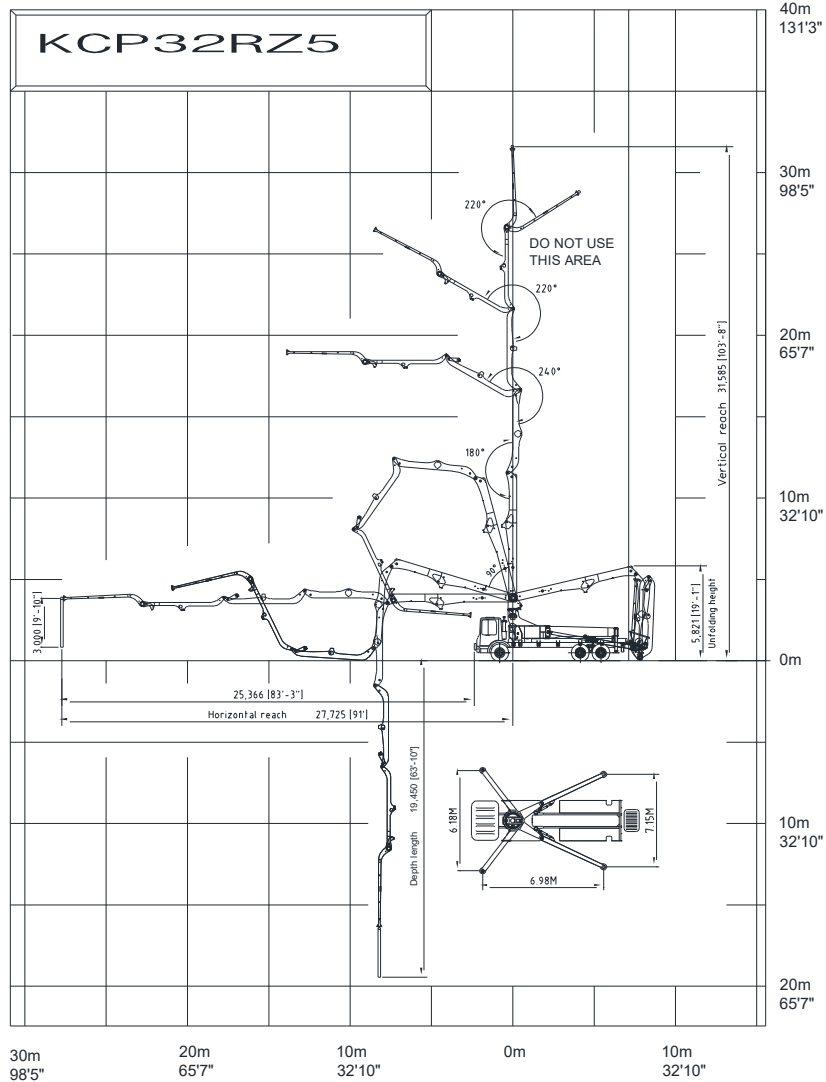 KCP32RZ5
40m
131'3"
30m
98'5"
220°
DO NOT USE
THIS AREA
220°
20m
65'7"
240°
Vertical reach 31,585 [103'-8"]
180°
10m
32'10"
90°
3,000 [9'-10"]
5,821 [19'-1"]
Unfolding height
0m
25,366 [83'-3"]
Horizontal reach 27,725 [91']
Depth length 19,450 [63'-10"]
6.18M
7.15M
6.98M
10m
32'10"
20m
65'7"
30m
98'5"
20m
65'7"
10m
32'10"
0m
10m
32'10"